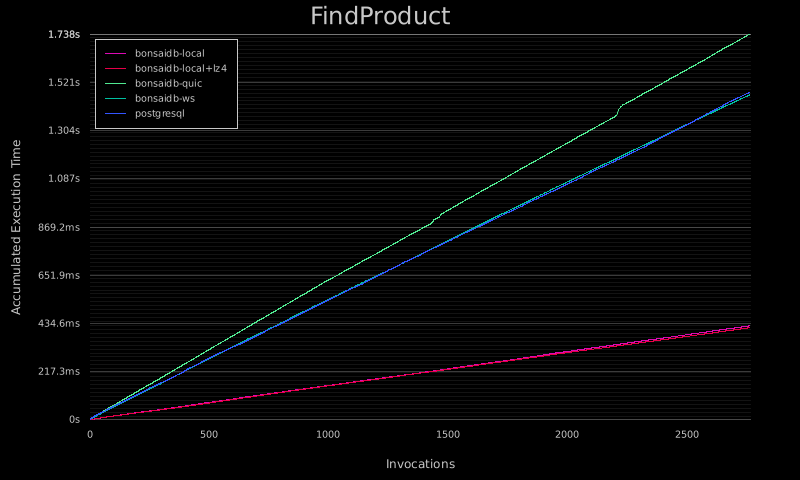 FindProduct
1.738s
1.521s
1.304s
1.087s
869.2ms
651.9ms
434.6ms
217.3ms
0s
bonsaidb-local
bonsaidb-local+lz4
bonsaidb-quic
bonsaidb-ws
postgresql
Accumulated Execution Time
0 500 1000 1500 2000 2500
Invocations